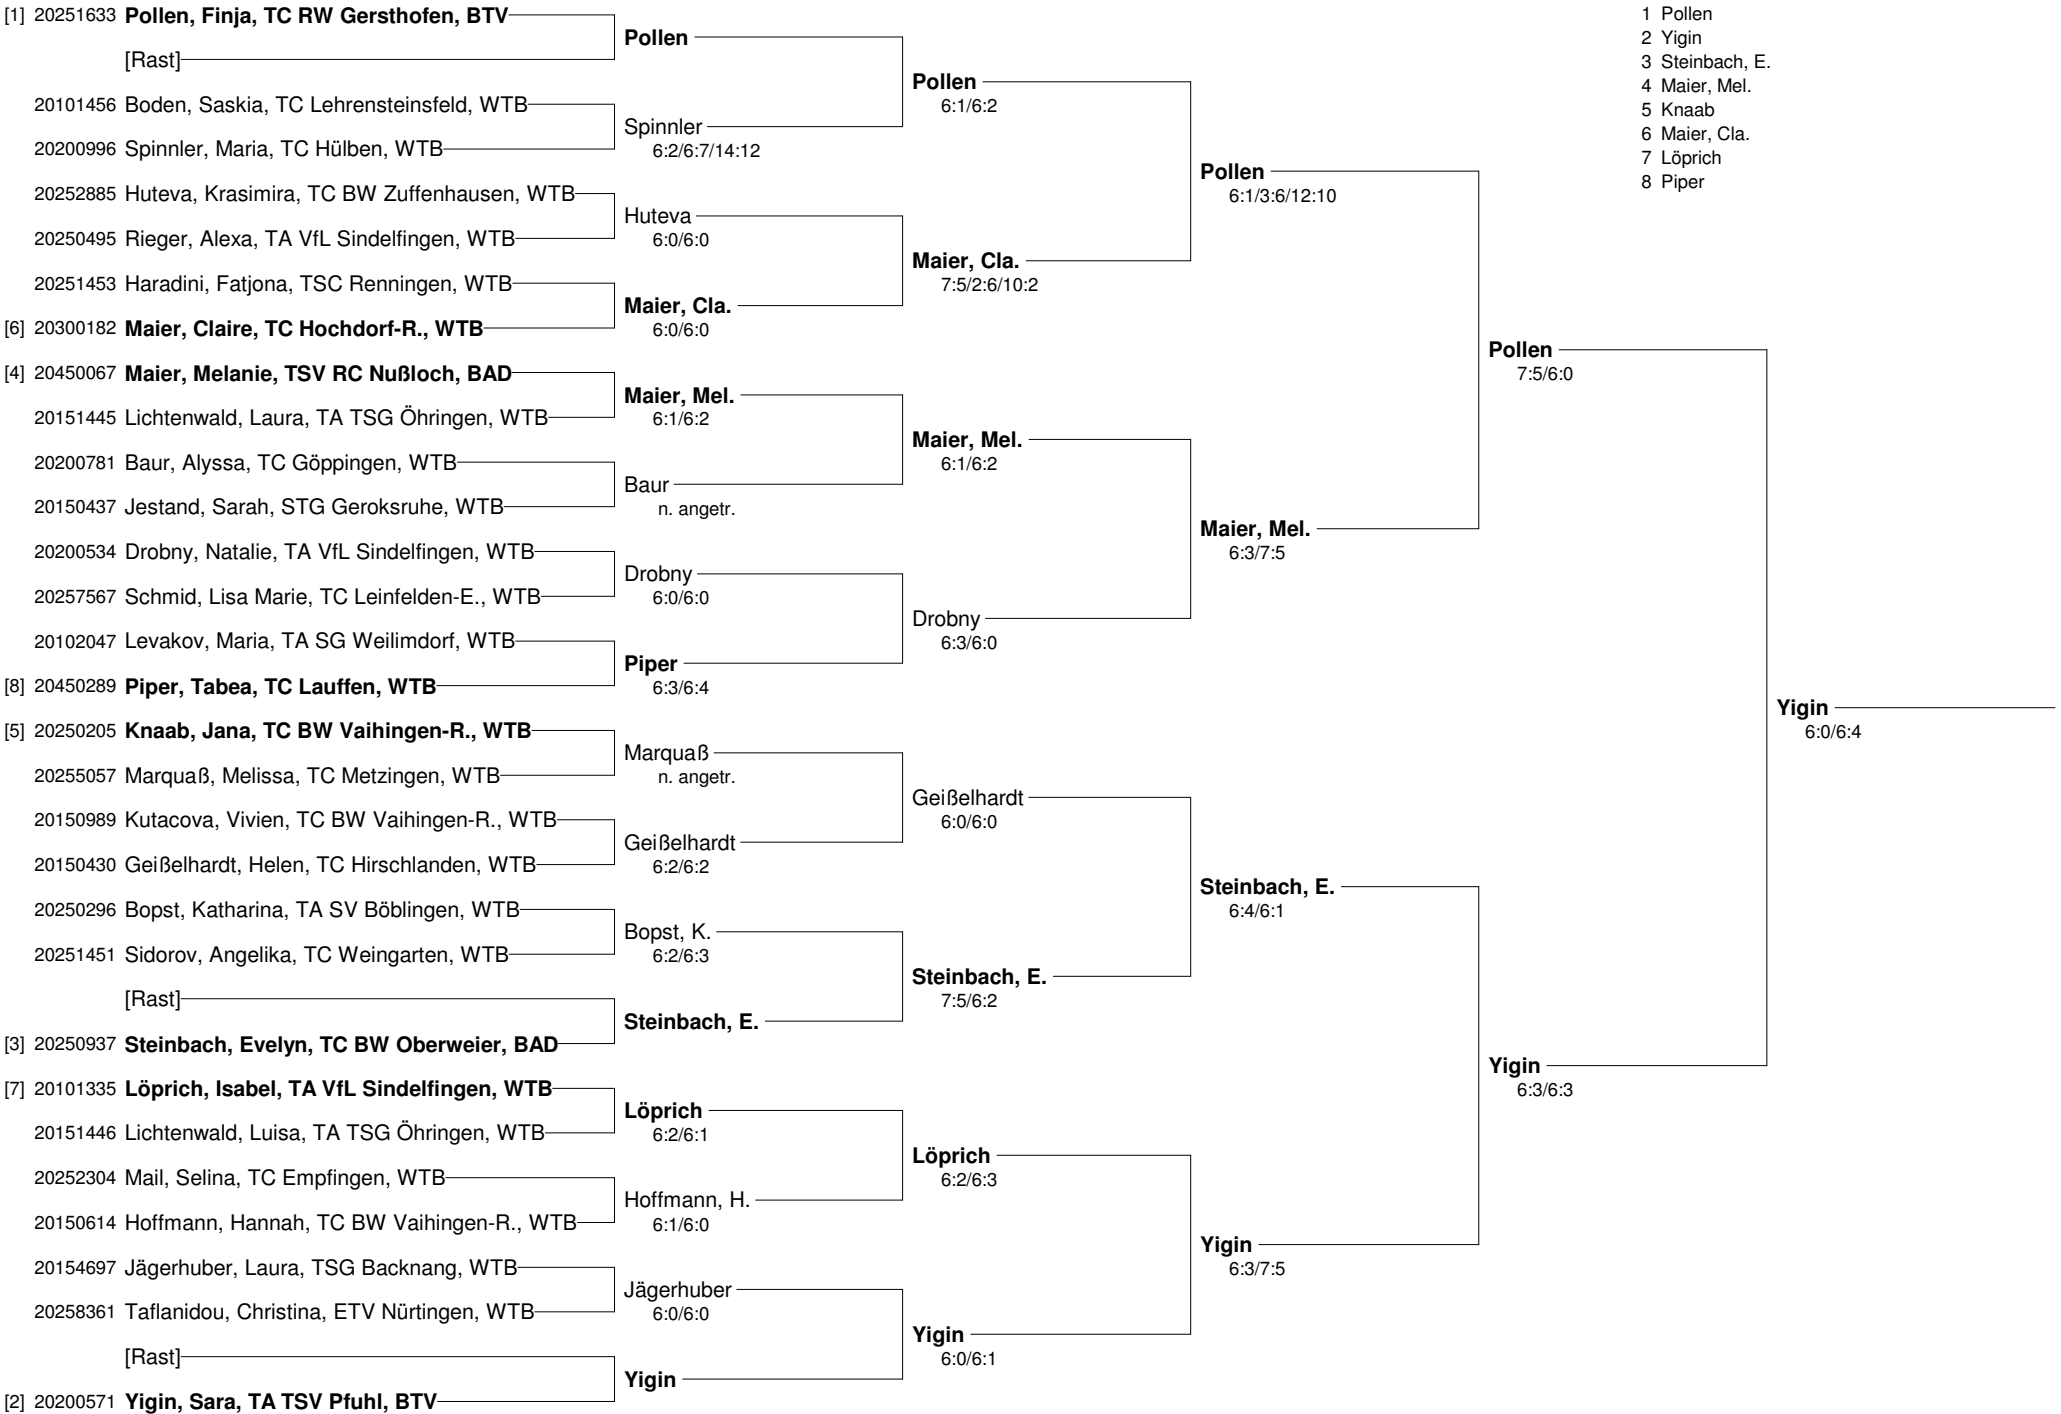 [1] 20251633 Pollen, Finja, TC RW Gersthofen, BTV
[Rast]
20101456 Boden, Saskia, TC Lehrensteinsfeld, WTB
20200996 Spinnler, Maria, TC Hülben, WTB
20252885 Huteva, Krasimira, TC BW Zuffenhausen, WTB
20250495 Rieger, Alexa, TA VfL Sindelfingen, WTB
20251453 Haradini, Fatjona, TSC Renningen, WTB
[6] 20300182 Maier, Claire, TC Hochdorf-R., WTB
[4] 20450067 Maier, Melanie, TSV RC Nußloch, BAD
20151445 Lichtenwald, Laura, TA TSG Öhringen, WTB
20200781 Baur, Alyssa, TC Göppingen, WTB
20150437 Jestand, Sarah, STG Geroksruhe, WTB
20200534 Drobny, Natalie, TA VfL Sindelfingen, WTB
20257567 Schmid, Lisa Marie, TC Leinfelden-E., WTB
20102047 Levakov, Maria, TA SG Weilimdorf, WTB
[8] 20450289 Piper, Tabea, TC Lauffen, WTB
[5] 20250205 Knaab, Jana, TC BW Vaihingen-R., WTB
20255057 Marquaß, Melissa, TC Metzingen, WTB
20150989 Kutacova, Vivien, TC BW Vaihingen-R., WTB
20150430 Geißelhardt, Helen, TC Hirschlanden, WTB
20250296 Bopst, Katharina, TA SV Böblingen, WTB
20251451 Sidorov, Angelika, TC Weingarten, WTB
[Rast]
[3] 20250937 Steinbach, Evelyn, TC BW Oberweier, BAD
[7] 20101335 Löprich, Isabel, TA VfL Sindelfingen, WTB
20151446 Lichtenwald, Luisa, TA TSG Öhringen, WTB
20252304 Mail, Selina, TC Empfingen, WTB
20150614 Hoffmann, Hannah, TC BW Vaihingen-R., WTB
20154697 Jägerhuber, Laura, TSG Backnang, WTB
20258361 Taflanidou, Christina, ETV Nürtingen, WTB
[Rast]
[2] 20200571 Yigin, Sara, TA TSV Pfuhl, BTV
Pollen
Spinnler
6:2/6:7/14:12
Huteva
6:0/6:0
Maier, Cla.
6:0/6:0
Maier, Mel.
6:1/6:2
Baur
n. angetr.
Drobny
6:0/6:0
Piper
6:3/6:4
Marquaß
n. angetr.
Geißelhardt
6:2/6:2
Bopst, K.
6:2/6:3
Steinbach, E.
Löprich
6:2/6:1
Hoffmann, H.
6:1/6:0
Jägerhuber
6:0/6:0
Yigin
Pollen
6:1/6:2
Maier, Cla.
7:5/2:6/10:2
Maier, Mel.
6:1/6:2
Drobny
6:3/6:0
Geißelhardt
6:0/6:0
Steinbach, E.
7:5/6:2
Löprich
6:2/6:3
Yigin
6:0/6:1
Pollen
6:1/3:6/12:10
Maier, Mel.
6:3/7:5
Steinbach, E.
6:4/6:1
Yigin
6:3/7:5
Pollen
7:5/6:0
Yigin
6:3/6:3
Yigin
6:0/6:4
1 Pollen
2 Yigin
3 Steinbach, E.
4 Maier, Mel.
5 Knaab
6 Maier, Cla.
7 Löprich
8 Piper